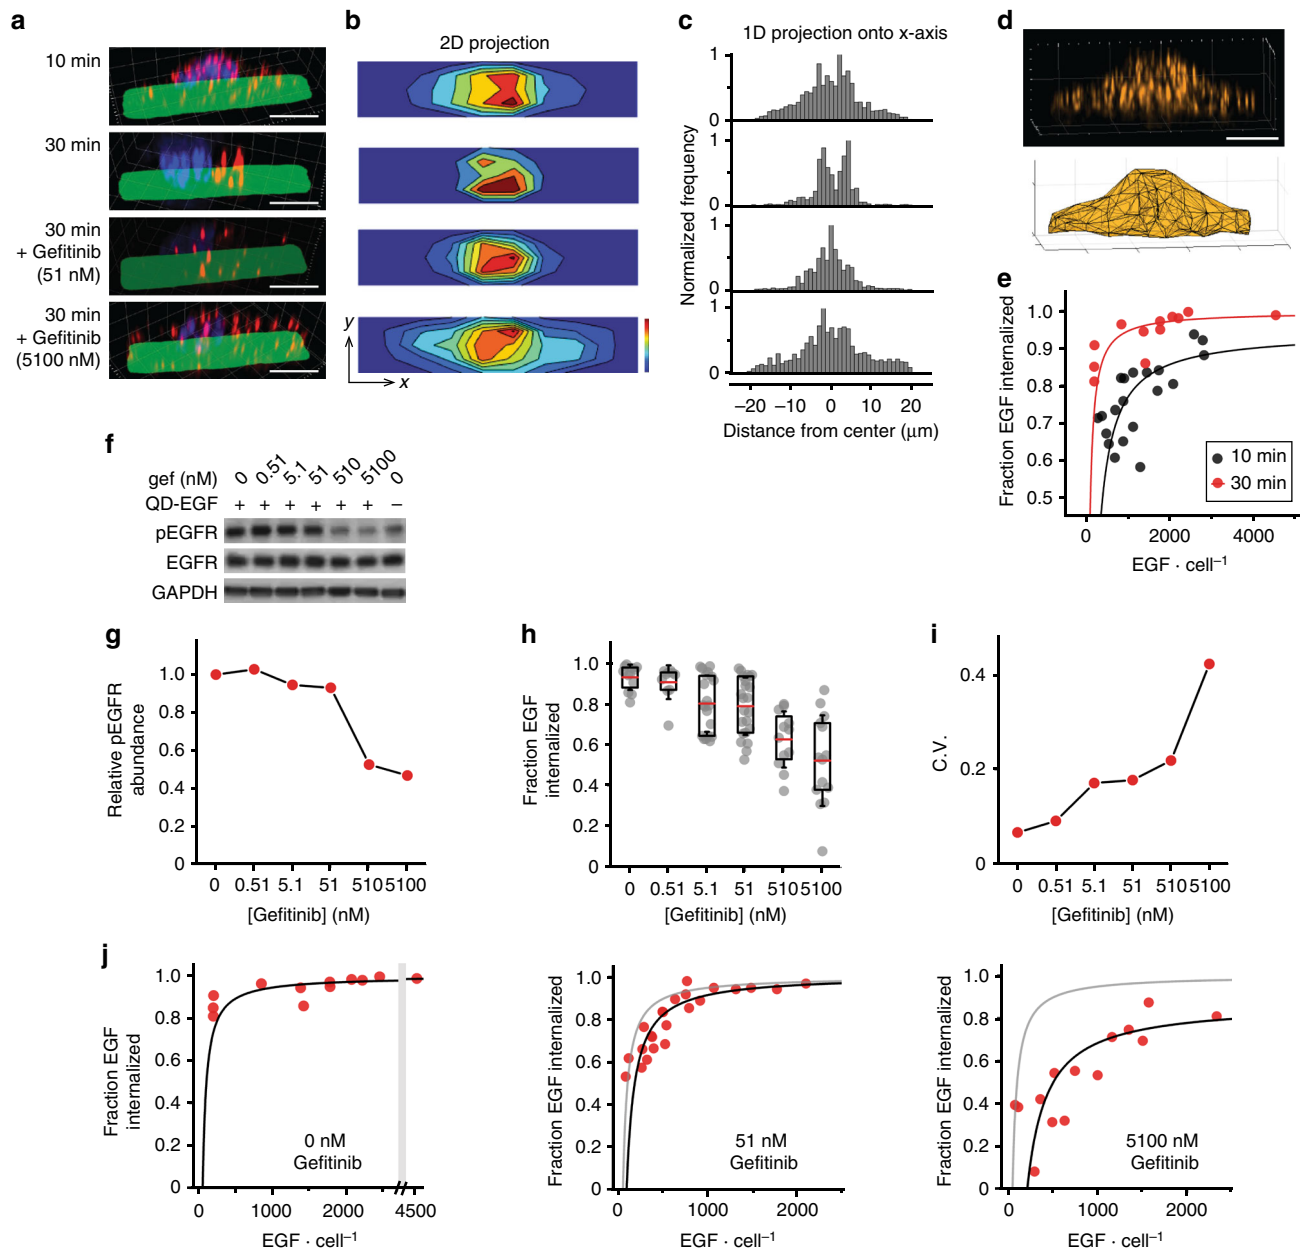 a
10 min
30 min
30 min
+ Gefitinib
(51 nM)
30 min
+ Gefitinib
(5100 nM)
b
2D projection
y
x
c
1D projection onto x-axis
Normalized frequency
1
0
1
0
1
0
1
0
−20 −10 0 10 20
Distance from center (μm)
d
e
Fraction EGF internalized
1.0
0.9
0.8
0.7
0.6
0.5
10 min
30 min
0 2000 4000
EGF · cell⁻¹
f
gef (nM) 0 0.51 5.1 51 510 5100 0
QD-EGF + + + + + + −
pEGFR
EGFR
GAPDH
g
Relative pEGFR
abundance
1.0
0.8
0.6
0.4
0.2
0
0 0.51 5.1 51 510 5100
[Gefitinib] (nM)
h
Fraction EGF
internalized
1.0
0.8
0.6
0.4
0.2
0
0 0.51 5.1 51 510 5100
[Gefitinib] (nM)
i
C.V.
0.4
0.2
0
0 0.51 5.1 51 510 5100
[Gefitinib] (nM)
j
Fraction EGF
internalized
1.0
0.8
0.6
0.4
0.2
0
0 nM
Gefitinib
0 1000 2000 4500
EGF · cell⁻¹
Fraction EGF internalized
1.0
0.8
0.6
0.4
0.2
0
51 nM
Gefitinib
0 1000 2000
EGF · cell⁻¹
Fraction EGF internalized
1.0
0.8
0.6
0.4
0.2
0
5100 nM
Gefitinib
0 1000 2000
EGF · cell⁻¹